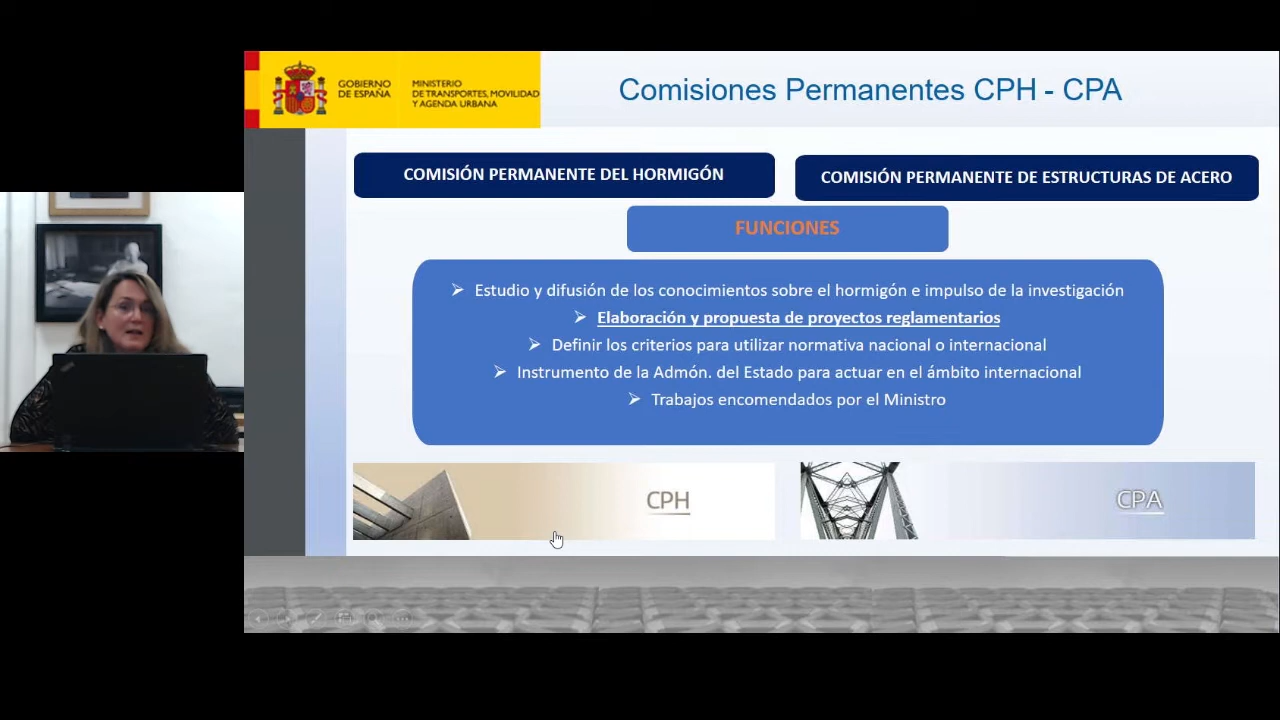 GOBIERNO
DE ESPAÑA
MINISTERIO
DE TRANSPORTES, MOVILIDAD
Y AGENDA URBANA
Comisiones Permanentes CPH - CPA
COMISIÓN PERMANENTE DEL HORMIGÓN
COMISIÓN PERMANENTE DE ESTRUCTURAS DE ACERO
FUNCIONES
Estudio y difusión de los conocimientos sobre el hormigón e impulso de la investigación
Elaboración y propuesta de proyectos reglamentarios
Definir los criterios para utilizar normativa nacional o internacional
Instrumento de la Admón. del Estado para actuar en el ámbito internacional
Trabajos encomendados por el Ministro
CPH
CPA